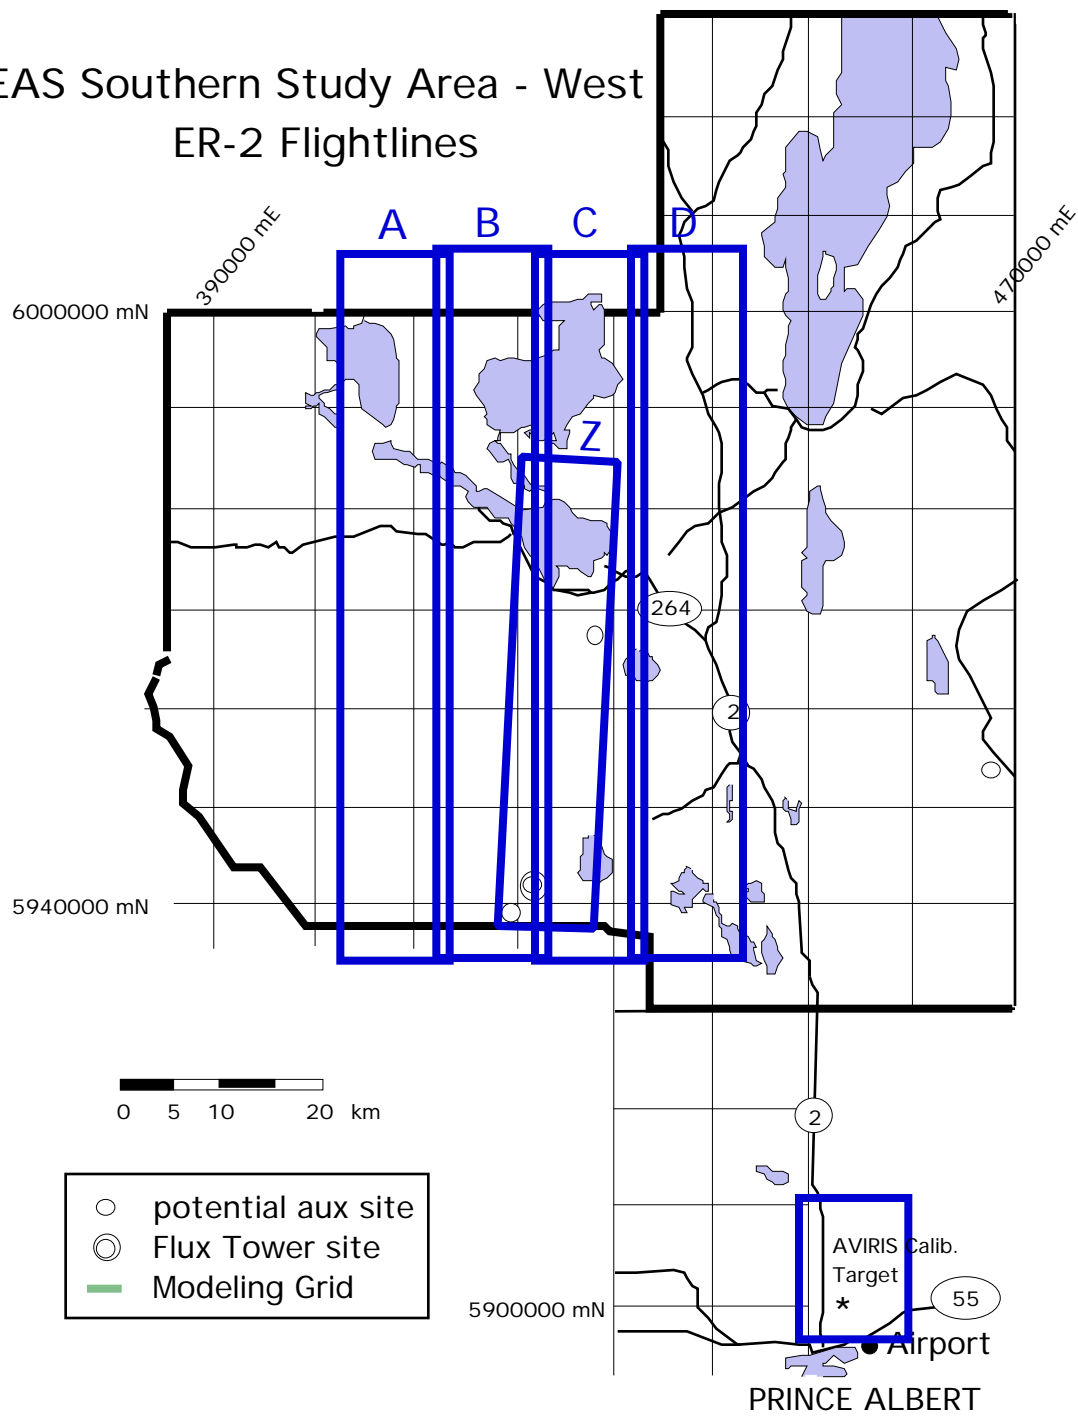 EAS Southern Study Area - West
ER-2 Flightlines
A
B
C
D
390000 mE
470000 mE
6000000 mN
Z
264
2
5940000 mN
0 5 10 20 km
2
potential aux site
Flux Tower site
Modeling Grid
AVIRIS Calib.
Target
*
55
5900000 mN
Airport
PRINCE ALBERT